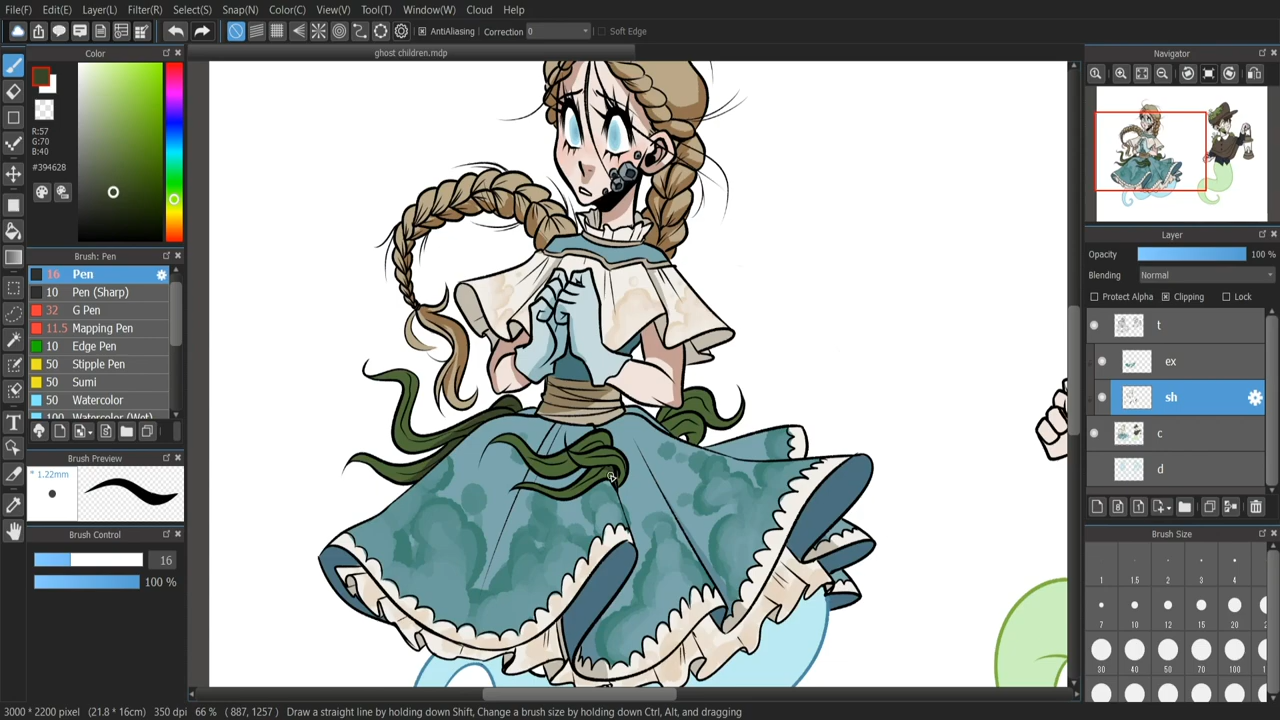 File(F) Edit(E) Layer(L) Filter(R) Select(S) Snap(N) Color(C) View(V) Tool(T) Window(W) Cloud Help
AntiAliasing Correction 0 Soft Edge
Color
ghost children.mdp
Navigator
R:57
G:70
B:40
#394628
Brush: Pen
16 Pen
10 Pen (Sharp)
32 G Pen
11.5 Mapping Pen
10 Edge Pen
50 Stipple Pen
50 Sumi
50 Watercolor
100 Watercolor (Wet)
Brush Preview
* 1.22mm
Brush Control
16
100 %
Layer
Opacity 100 %
Blending Normal
Protect Alpha Clipping Lock
t
ex
sh
c
d
Brush Size
1 1.5 2 3 4
5 7 10 12 15 20
30 40 50 70 100
3000 * 2200 pixel (21.8 * 16cm) 350 dpi 66 % ( 887, 1257 ) Draw a straight line by holding down Shift, Change a brush size by holding down Ctrl, Alt, and dragging